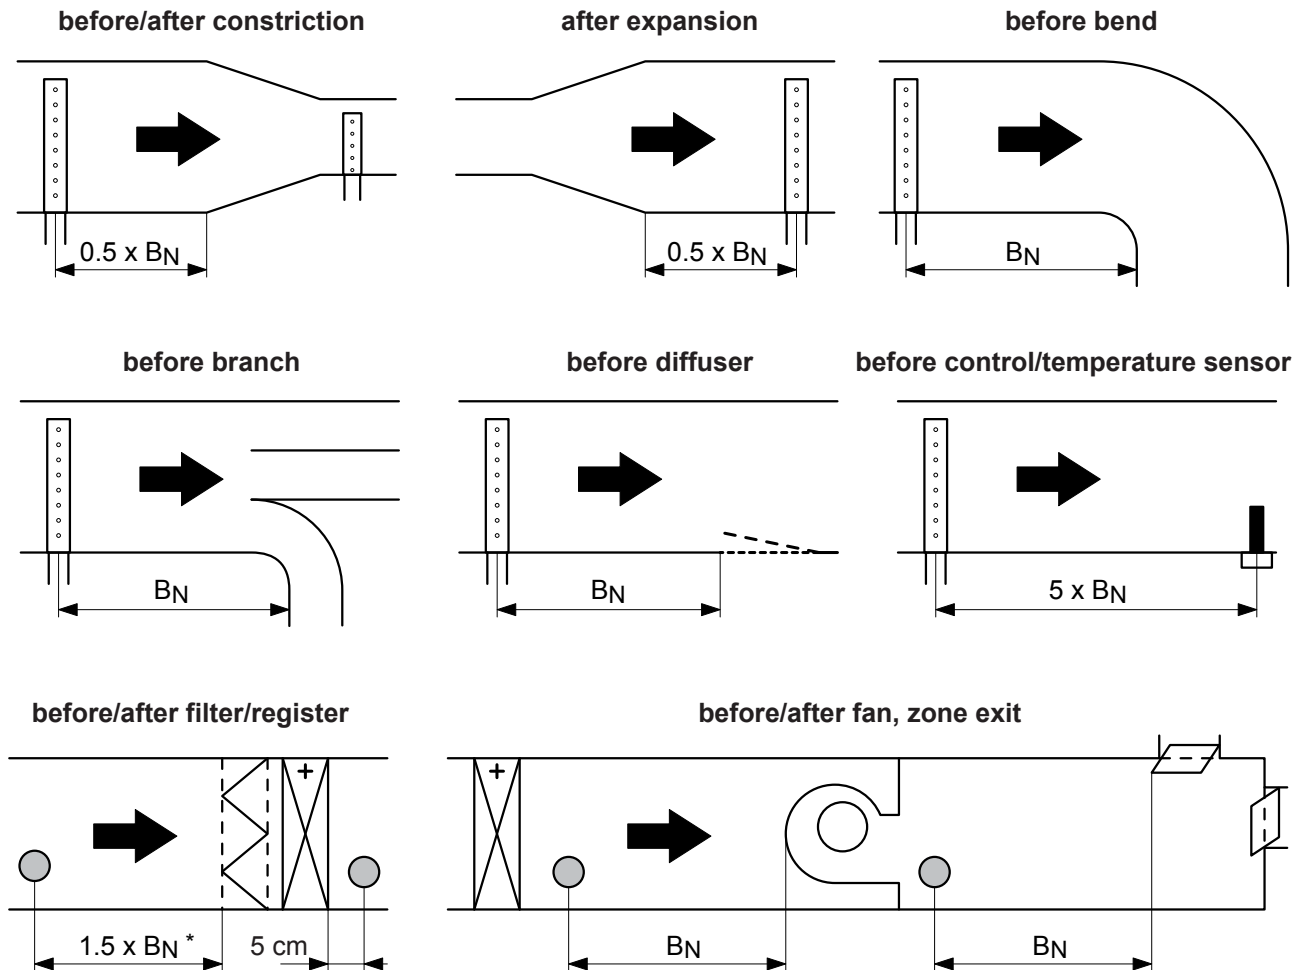 before/after constriction
after expansion
before bend
0.5 x BN
0.5 x BN
BN
before branch
before diffuser
before control/temperature sensor
BN
BN
5 x BN
before/after filter/register
before/after fan, zone exit
+
+
1.5 x BN *
5 cm
BN
BN